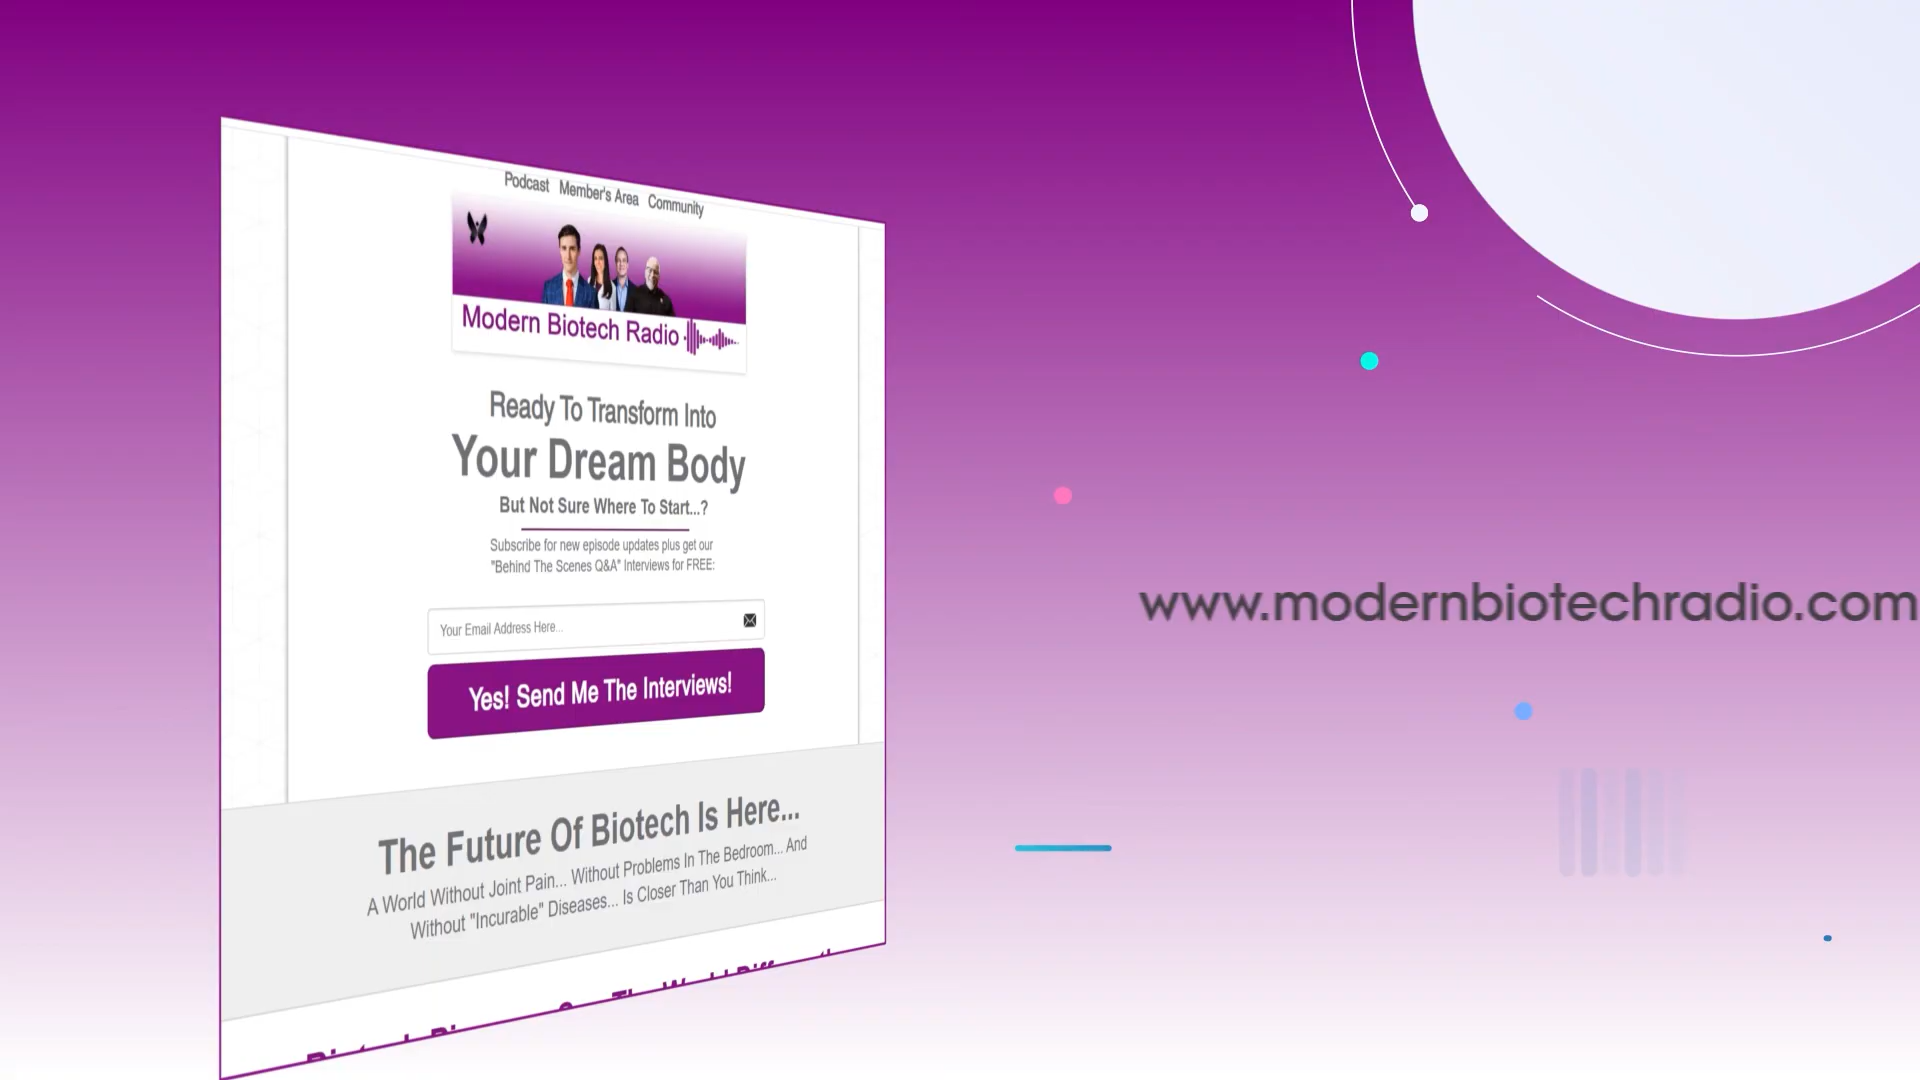 Podcast Member's Area Community
Modern Biotech Radio
Ready To Transform Into
Your Dream Body
But Not Sure Where To Start...?
Subscribe for new episode updates plus get our
"Behind The Scenes Q&A" Interviews for FREE:
Your Email Address Here...
Yes! Send Me The Interviews!
The Future Of Biotech Is Here...
A World Without Joint Pain... Without Problems In The Bedroom... And
Without "Incurable" Diseases... Is Closer Than You Think...
www.modernbiotechradio.com